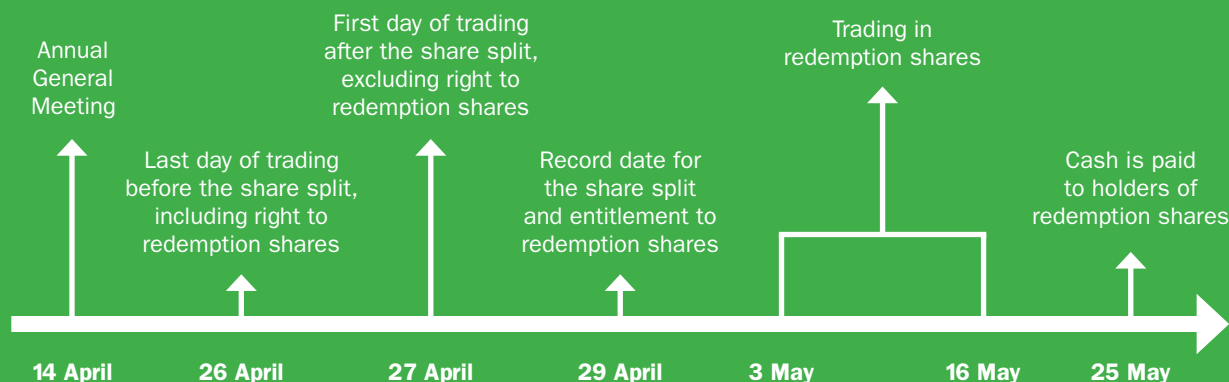 Annual
General
Meeting
Last day of trading
before the share split,
including right to
redemption shares
First day of trading
after the share split,
excluding right to
redemption shares
Record date for
the share split
and entitlement to
redemption shares
Trading in
redemption shares
Cash is paid
to holders of
redemption shares
14 April
26 April
27 April
29 April
3 May
16 May
25 May